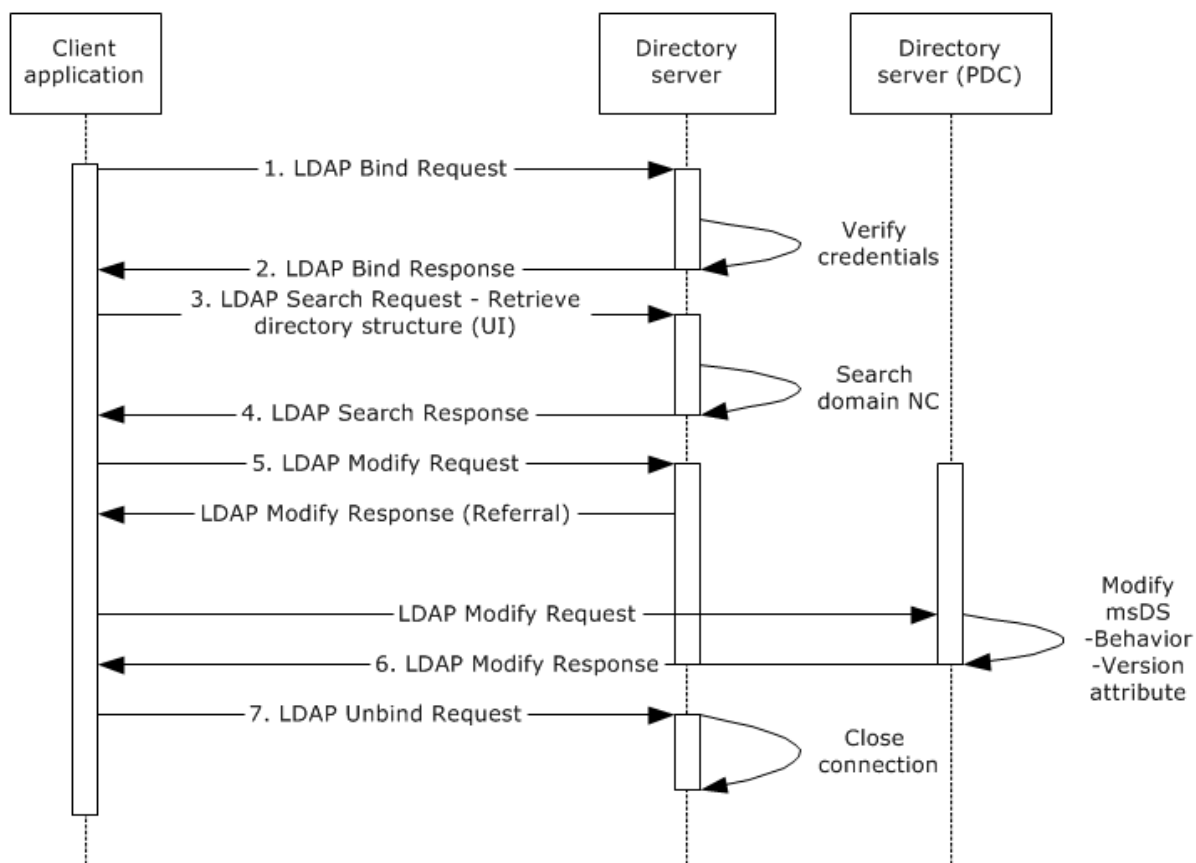 Client
application
Directory
server
Directory
server (PDC)
1. LDAP Bind Request
Verify
credentials
2. LDAP Bind Response
3. LDAP Search Request - Retrieve
directory structure (UI)
Search
domain NC
4. LDAP Search Response
5. LDAP Modify Request
LDAP Modify Response (Referral)
LDAP Modify Request
Modify
msDS
-Behavior
-Version
attribute
6. LDAP Modify Response
7. LDAP Unbind Request
Close
connection